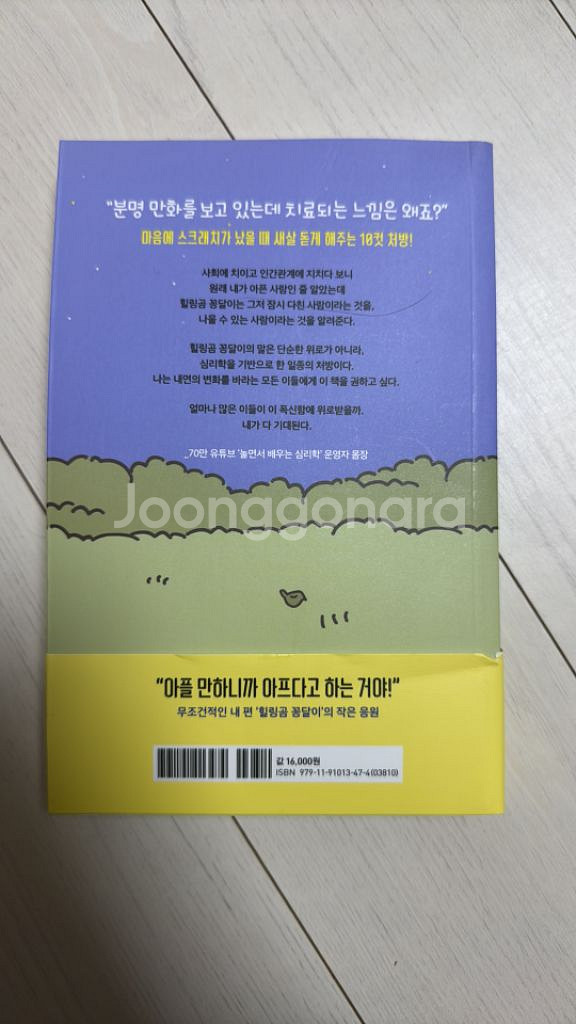 "분명 만화를 보고 있는데 치료되는 느낌은 왜죠?"
마음에 스크래치가 났을 때 새살 돋게 해주는 10컷 처방!
사회에 치이고 인간관계에 지치다 보니
원래 내가 아픈 사람인 줄 알았는데
힐링곰 꽁달이는 그저 잠시 다친 사람이라는 것을,
나을 수 있는 사람이라는 것을 알려준다.
힐링곰 꽁달이의 말은 단순한 위로가 아니라,
심리학을 기반으로 한 일종의 처방이다.
나는 내면의 변화를 바라는 모든 이들에게 이 책을 권하고 싶다.
얼마나 많은 이들이 이 폭신함에 위로받을까.
내가 다 기대된다.
_70만 유튜브 '놀면서 배우는 심리학' 운영자 몸장
Joonggonara
"아플 만하니까 아프다고 하는 거야!"
무조건적인 내 편 '힐링곰 꽁달이'의 작은 응원
값 16,000원
ISBN 979-11-91013-47-4(03810)